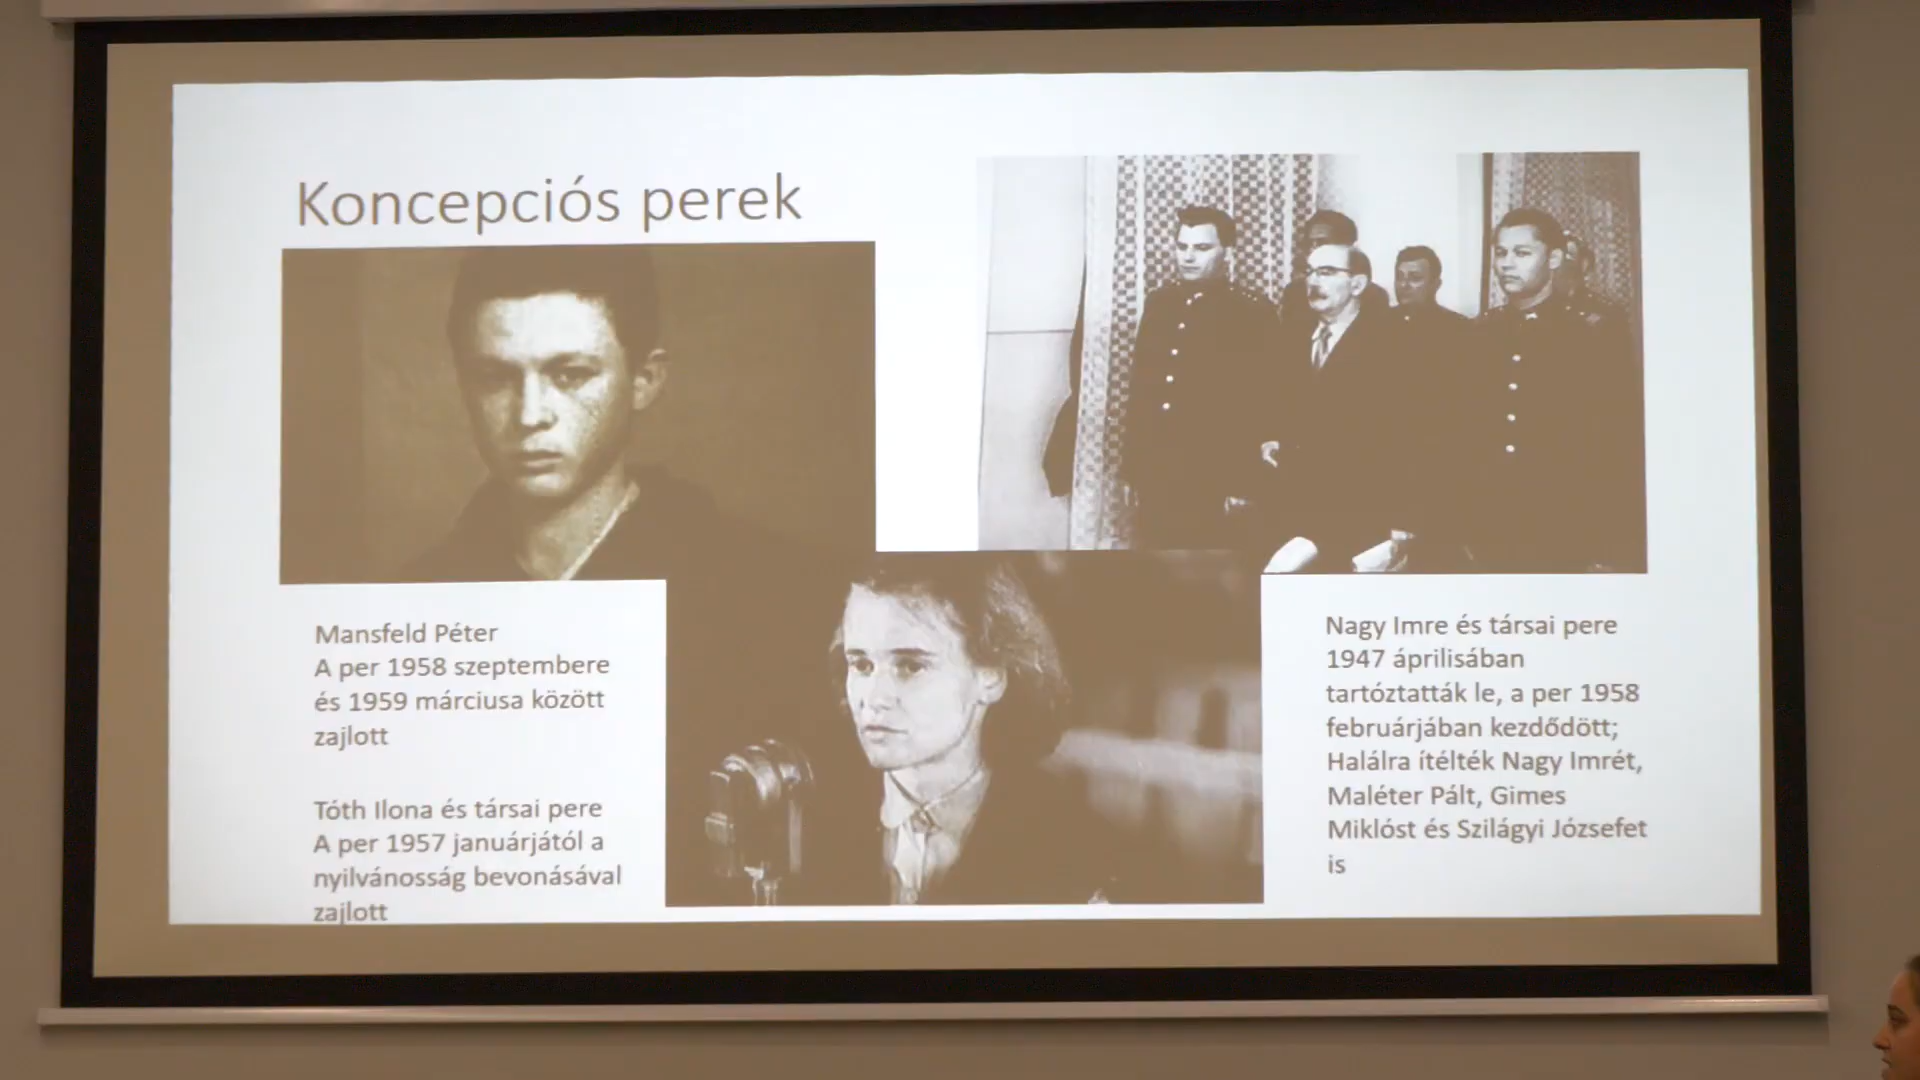 Koncepciós perek
Mansfeld Péter
A per 1958 szeptembere
és 1959 márciusa között
zajlott
Tóth Ilona és társai pere
A per 1957 januárjától a
nyilvánosság bevonásával
zajlott
Nagy Imre és társai pere
1947 áprilisában
tartóztatták le, a per 1958
februárjában kezdődött;
Halálra ítélték Nagy Imrét,
Maléter Pált, Gimes
Miklóst és Szilágyi Józsefet
is